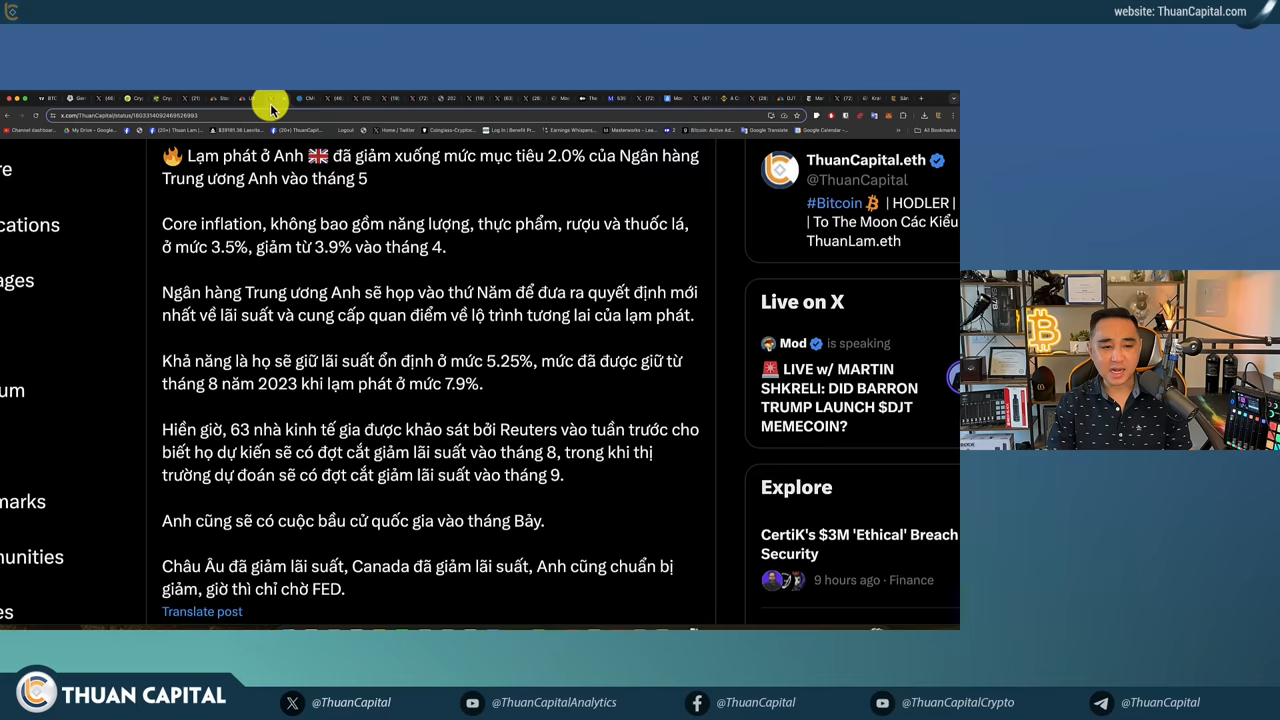 website: ThuanCapital.com
x.com/ThuanCapital/status/1803314092469629993
All Bookmarks
🔥 Lạm phát ở Anh 🇬🇧 đã giảm xuống mức mục tiêu 2.0% của Ngân hàng
Trung ương Anh vào tháng 5
Core inflation, không bao gồm năng lượng, thực phẩm, rượu và thuốc lá,
ở mức 3.5%, giảm từ 3.9% vào tháng 4.
Ngân hàng Trung ương Anh sẽ họp vào thứ Năm để đưa ra quyết định mới
nhất về lãi suất và cung cấp quan điểm về lộ trình tương lai của lạm phát.
Khả năng là họ sẽ giữ lãi suất ổn định ở mức 5.25%, mức đã được giữ từ
tháng 8 năm 2023 khi lạm phát ở mức 7.9%.
Hiền giờ, 63 nhà kinh tế gia được khảo sát bởi Reuters vào tuần trước cho
biết họ dự kiến sẽ có đợt cắt giảm lãi suất vào tháng 8, trong khi thị
trường dự đoán sẽ có đợt cắt giảm lãi suất vào tháng 9.
Anh cũng sẽ có cuộc bầu cử quốc gia vào tháng Bảy.
Châu Âu đã giảm lãi suất, Canada đã giảm lãi suất, Anh cũng chuẩn bị
giảm, giờ thì chỉ chờ FED.
Translate post
re
cations
ages
um
marks
munities
es
ThuanCapital.eth
@ThuanCapital
#Bitcoin | HODLER |
| To The Moon Các Kiểu
ThuanLam.eth
Live on X
Mod is speaking
🚨 LIVE w/ MARTIN
SHKRELI: DID BARRON
TRUMP LAUNCH $DJT
MEMECOIN?
Explore
CertiK's $3M 'Ethical' Breach
Security
9 hours ago · Finance
THUAN CAPITAL
@ThuanCapital
@ThuanCapitalAnalytics
@ThuanCapital
@ThuanCapitalCrypto
@ThuanCapital